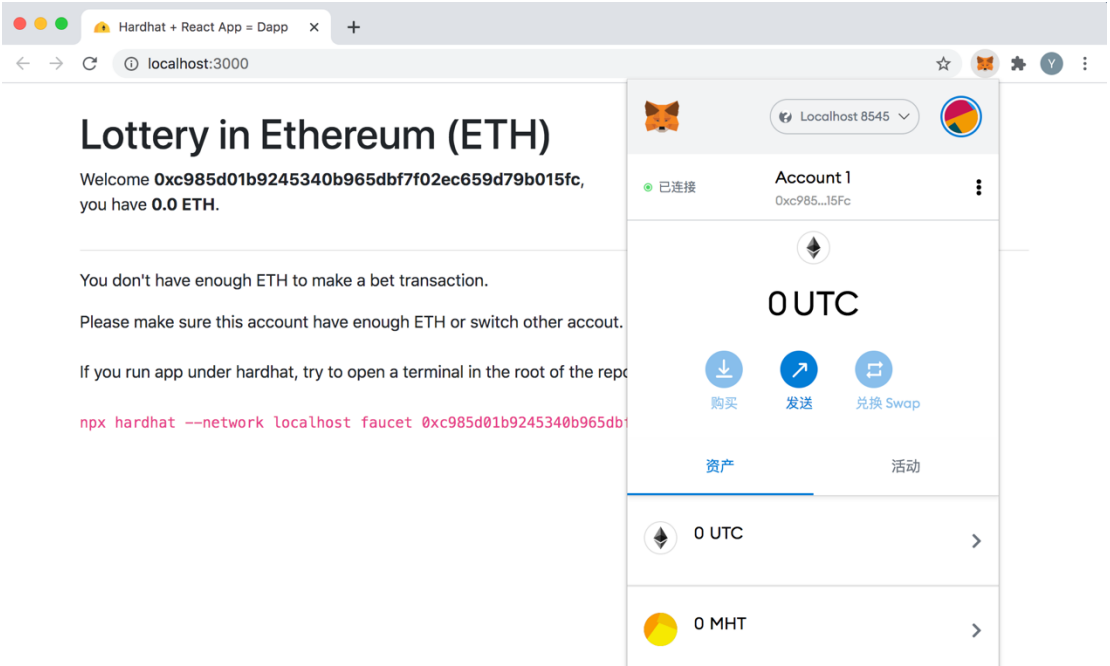 Hardhat + React App = Dapp
localhost:3000
Y
Lottery in Ethereum (ETH)
Welcome 0xc985d01b9245340b965dbf7f02ec659d79b015fc,
you have 0.0 ETH.
You don't have enough ETH to make a bet transaction.
Please make sure this account have enough ETH or switch other accout.
If you run app under hardhat, try to open a terminal in the root of the repo
npx hardhat --network localhost faucet 0xc985d01b9245340b965dbf
Localhost 8545
已连接
Account 1
0xc985...15Fc
0 UTC
购买
发送
兑换 Swap
资产
活动
0 UTC
0 MHT